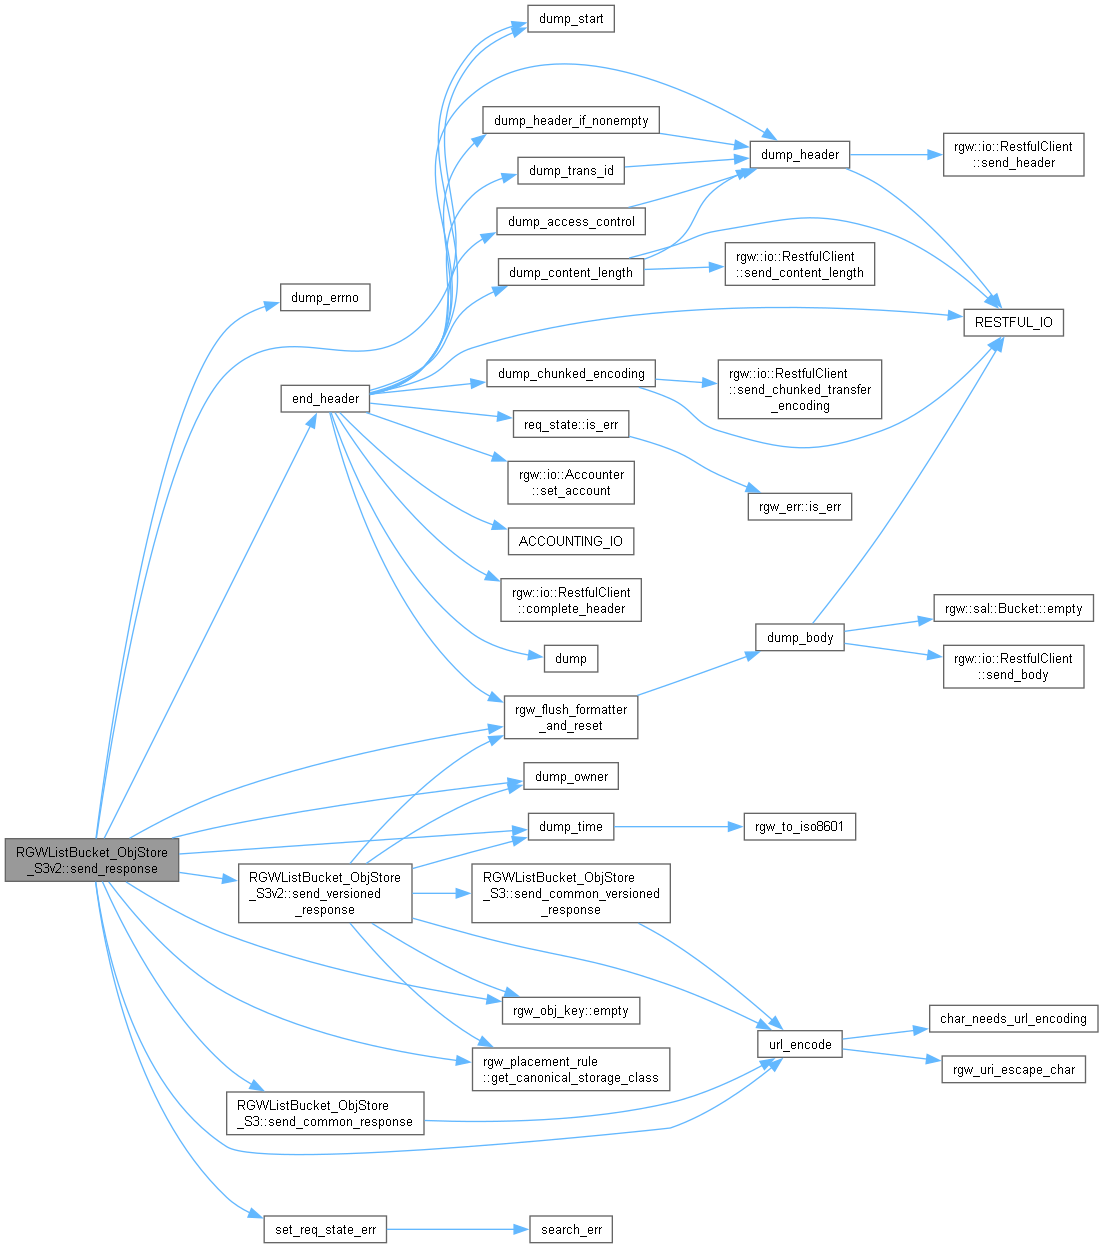 dump_start
dump_header_if_nonempty
dump_header
rgw::io::RestfulClient
::send_header
dump_trans_id
dump_access_control
dump_content_length
rgw::io::RestfulClient
::send_content_length
dump_errno
RESTFUL_IO
end_header
dump_chunked_encoding
rgw::io::RestfulClient
::send_chunked_transfer
_encoding
req_state::is_err
rgw::io::Accounter
::set_account
rgw_err::is_err
ACCOUNTING_IO
rgw::io::RestfulClient
::complete_header
rgw::sal::Bucket::empty
dump_body
dump
rgw::io::RestfulClient
::send_body
rgw_flush_formatter
_and_reset
dump_owner
dump_time
rgw_to_iso8601
RGWListBucket_ObjStore
_S3v2::send_response
RGWListBucket_ObjStore
_S3v2::send_versioned
_response
RGWListBucket_ObjStore
_S3::send_common_versioned
_response
rgw_obj_key::empty
char_needs_url_encoding
url_encode
rgw_placement_rule
::get_canonical_storage_class
rgw_uri_escape_char
RGWListBucket_ObjStore
_S3::send_common_response
set_req_state_err
search_err